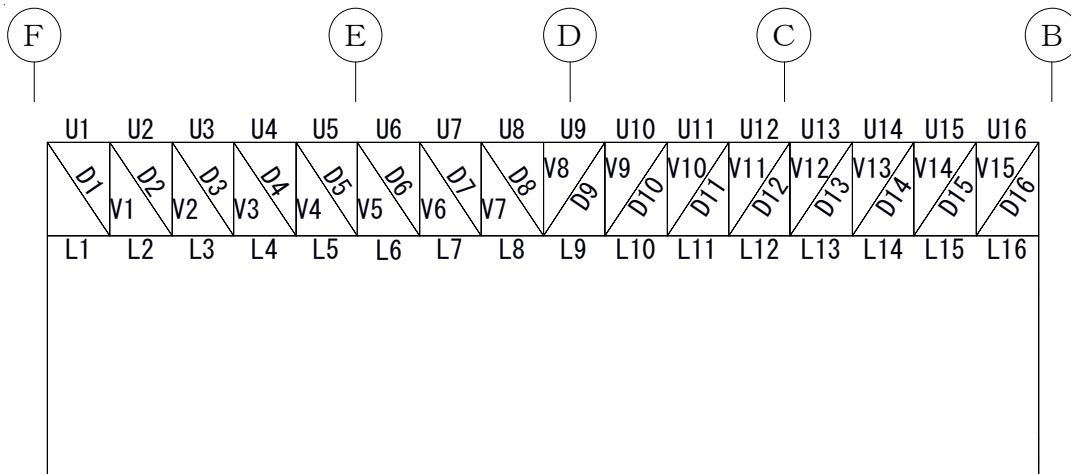 F E D C B
U1 U2 U3 U4 U5 U6 U7 U8 U9 U10 U11 U12 U13 U14 U15 U16
D1 D2 D3 D4 D5 D6 D7 D8 V8 D9 V9 D10 V10 D11 V11 D12 V12 D13 V13 D14 V14 D15 V15 D16
V1 V2 V3 V4 V5 V6 V7
L1 L2 L3 L4 L5 L6 L7 L8 L9 L10 L11 L12 L13 L14 L15 L16